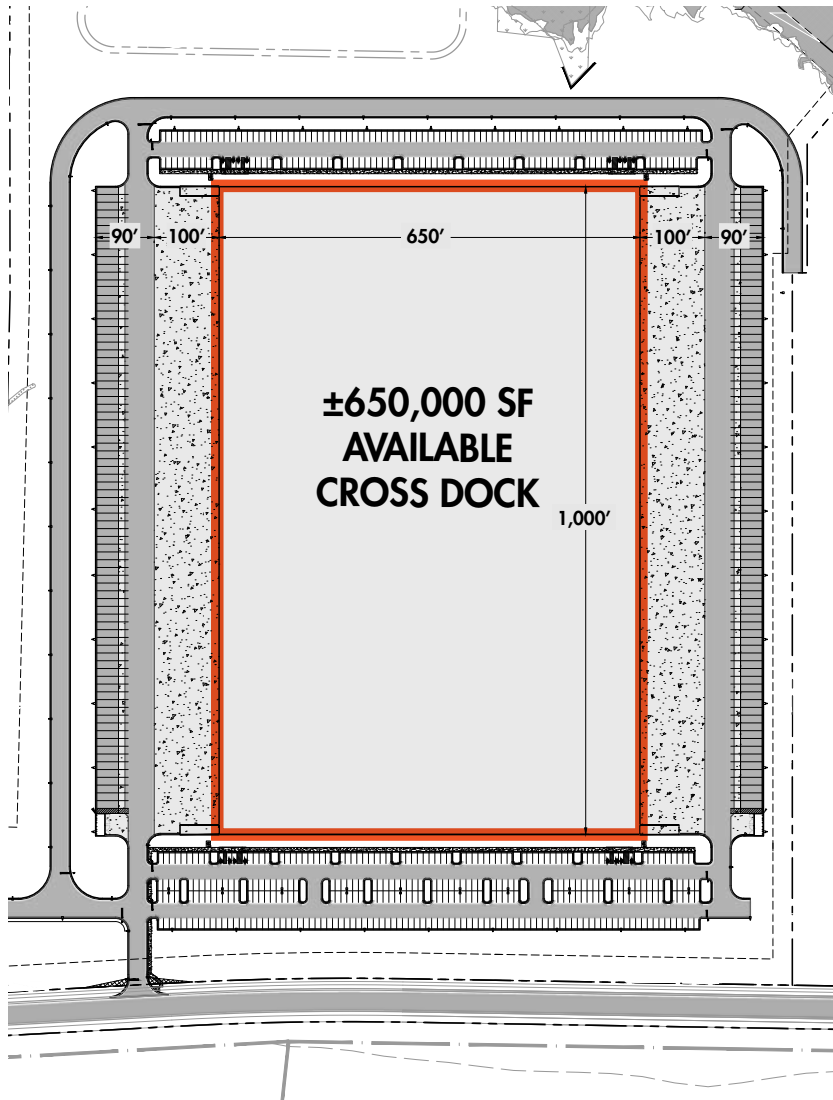 90′ 100′ 650′ 100′ 90′
±650,000 SF
AVAILABLE
CROSS DOCK
1,000′